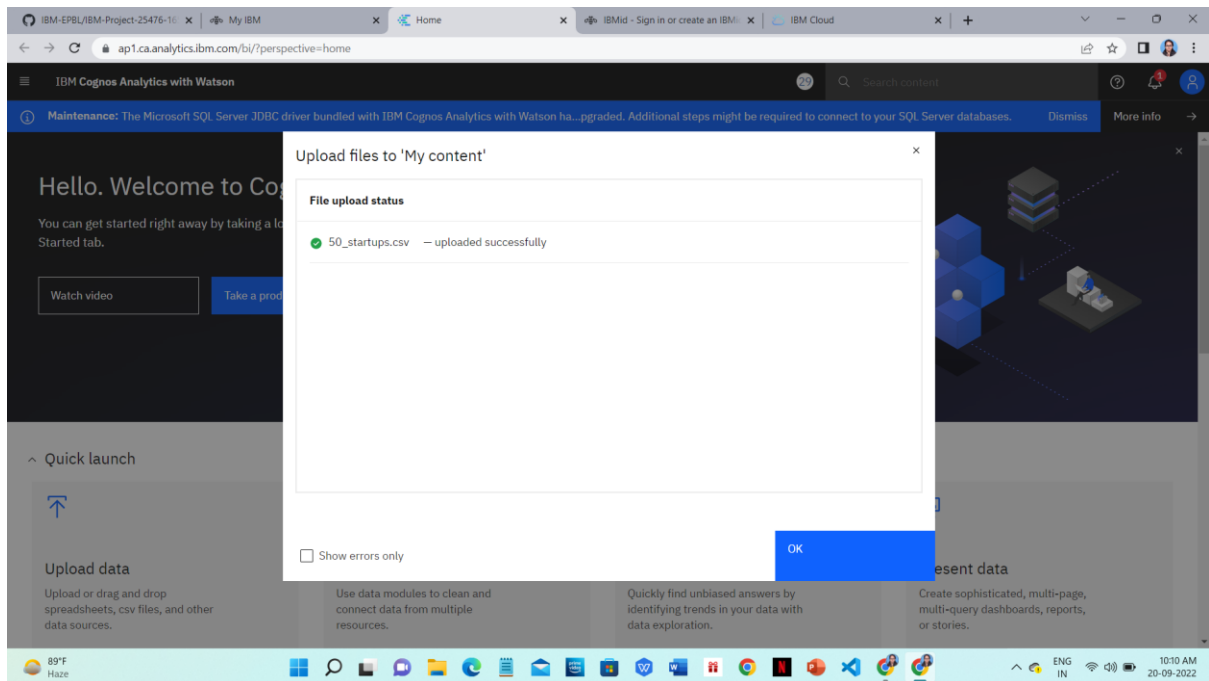 IBM-EPBL/IBM-Project-25476-16
My IBM
Home
IBMid - Sign in or create an IBMi
IBM Cloud
ap1.ca.analytics.ibm.com/bi/?perspective=home
IBM Cognos Analytics with Watson
29
Search content
1
Maintenance: The Microsoft SQL Server JDBC driver bundled with IBM Cognos Analytics with Watson ha...pgraded. Additional steps might be required to connect to your SQL Server databases.
Dismiss
More info
Upload files to 'My content'
File upload status
50_startups.csv — uploaded successfully
Hello. Welcome to Cog
You can get started right away by taking a lo
Started tab.
Watch video
Take a prod
Show errors only
OK
Quick launch
Upload data
Upload or drag and drop
spreadsheets, csv files, and other
data sources.
Use data modules to clean and
connect data from multiple
resources.
Quickly find unbiased answers by
identifying trends in your data with
data exploration.
esent data
Create sophisticated, multi-page,
multi-query dashboards, reports,
or stories.
89°F
Haze
ENG
IN
10:10 AM
20-09-2022